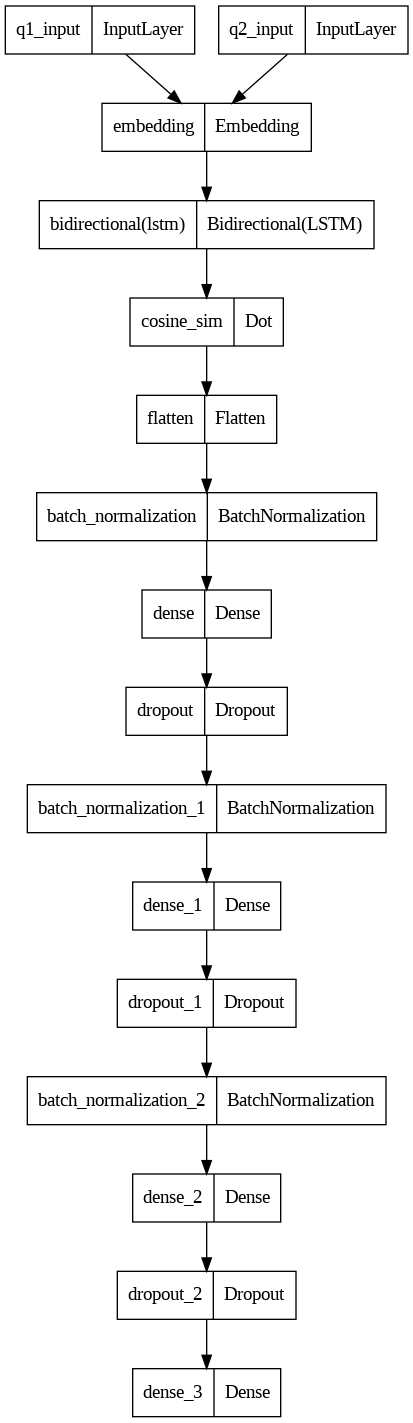 q1_input InputLayer q2_input InputLayer
embedding Embedding
bidirectional(lstm) Bidirectional(LSTM)
cosine_sim Dot
flatten Flatten
batch_normalization BatchNormalization
dense Dense
dropout Dropout
batch_normalization_1 BatchNormalization
dense_1 Dense
dropout_1 Dropout
batch_normalization_2 BatchNormalization
dense_2 Dense
dropout_2 Dropout
dense_3 Dense